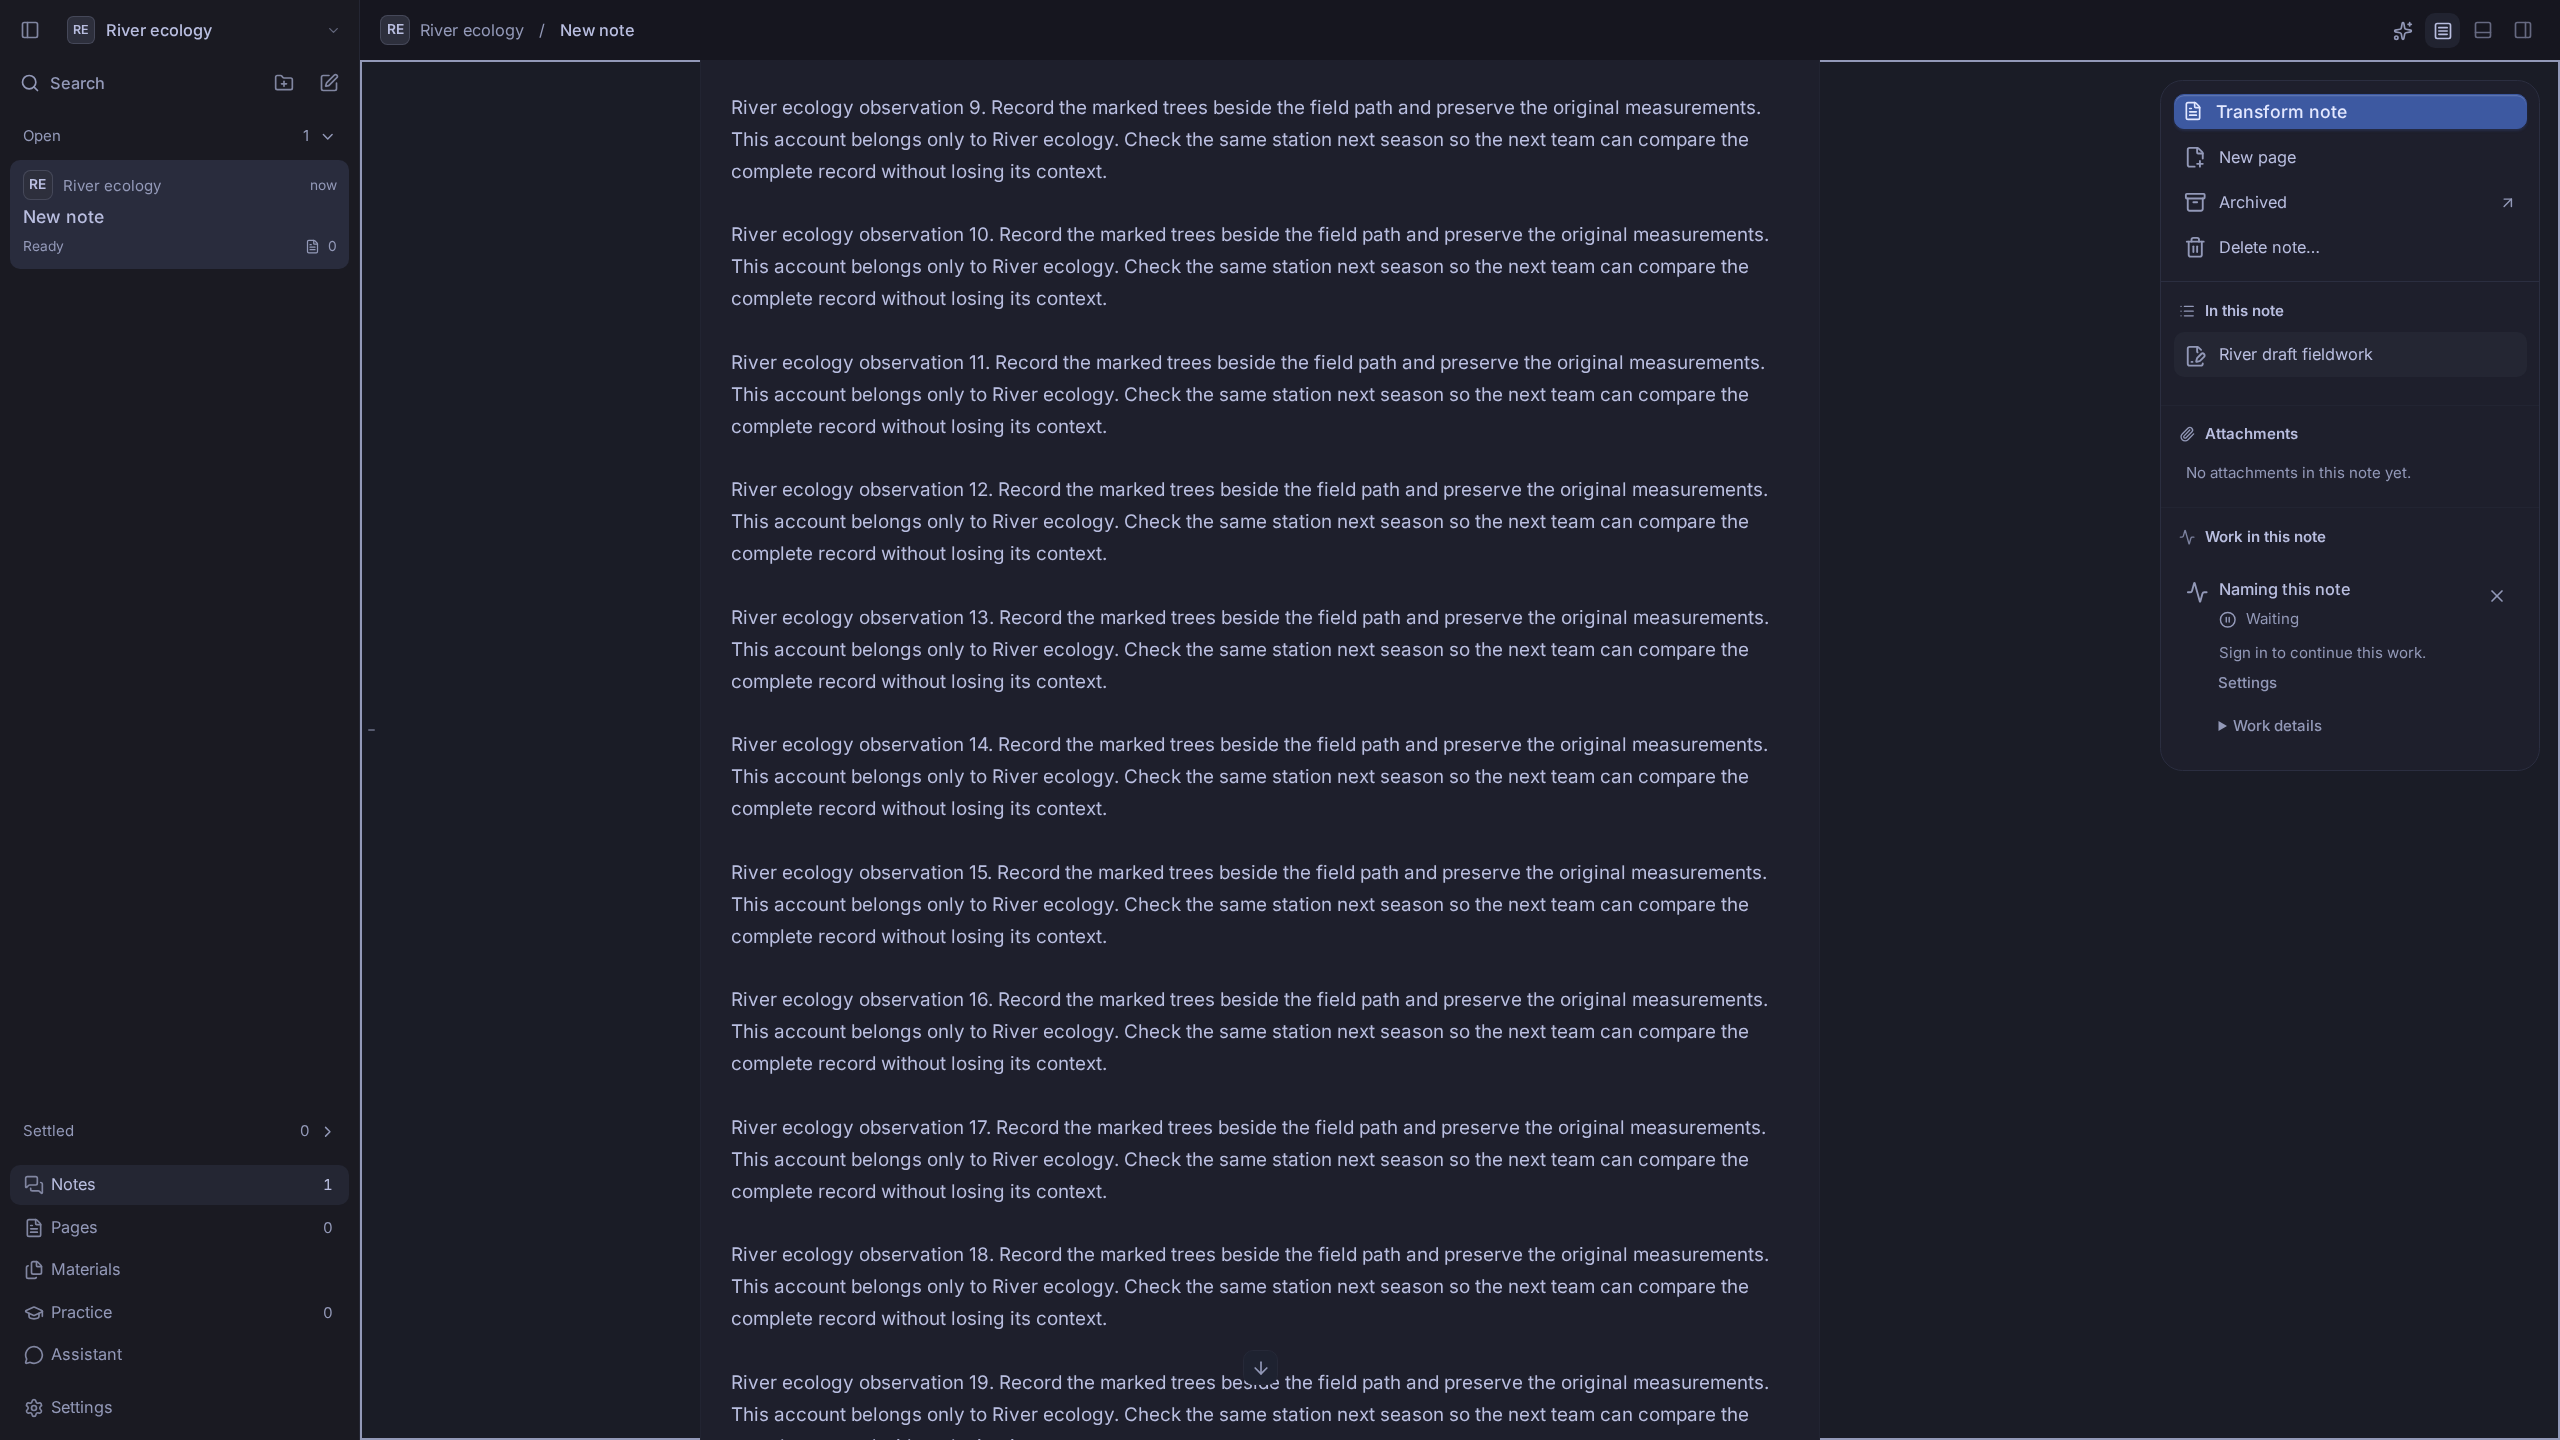 RE River ecology
Search
Open 1
RE River ecology now
New note
Ready 0
Settled 0
Notes 1
Pages 0
Materials
Practice 0
Assistant
Settings
RE River ecology / New note
River ecology observation 9. Record the marked trees beside the field path and preserve the original measurements.
This account belongs only to River ecology. Check the same station next season so the next team can compare the
complete record without losing its context.
River ecology observation 10. Record the marked trees beside the field path and preserve the original measurements.
This account belongs only to River ecology. Check the same station next season so the next team can compare the
complete record without losing its context.
River ecology observation 11. Record the marked trees beside the field path and preserve the original measurements.
This account belongs only to River ecology. Check the same station next season so the next team can compare the
complete record without losing its context.
River ecology observation 12. Record the marked trees beside the field path and preserve the original measurements.
This account belongs only to River ecology. Check the same station next season so the next team can compare the
complete record without losing its context.
River ecology observation 13. Record the marked trees beside the field path and preserve the original measurements.
This account belongs only to River ecology. Check the same station next season so the next team can compare the
complete record without losing its context.
River ecology observation 14. Record the marked trees beside the field path and preserve the original measurements.
This account belongs only to River ecology. Check the same station next season so the next team can compare the
complete record without losing its context.
River ecology observation 15. Record the marked trees beside the field path and preserve the original measurements.
This account belongs only to River ecology. Check the same station next season so the next team can compare the
complete record without losing its context.
River ecology observation 16. Record the marked trees beside the field path and preserve the original measurements.
This account belongs only to River ecology. Check the same station next season so the next team can compare the
complete record without losing its context.
River ecology observation 17. Record the marked trees beside the field path and preserve the original measurements.
This account belongs only to River ecology. Check the same station next season so the next team can compare the
complete record without losing its context.
River ecology observation 18. Record the marked trees beside the field path and preserve the original measurements.
This account belongs only to River ecology. Check the same station next season so the next team can compare the
complete record without losing its context.
River ecology observation 19. Record the marked trees beside the field path and preserve the original measurements.
This account belongs only to River ecology. Check the same station next season so the next team can compare the
Transform note
New page
Archived
Delete note...
In this note
River draft fieldwork
Attachments
No attachments in this note yet.
Work in this note
Naming this note
Waiting
Sign in to continue this work.
Settings
Work details